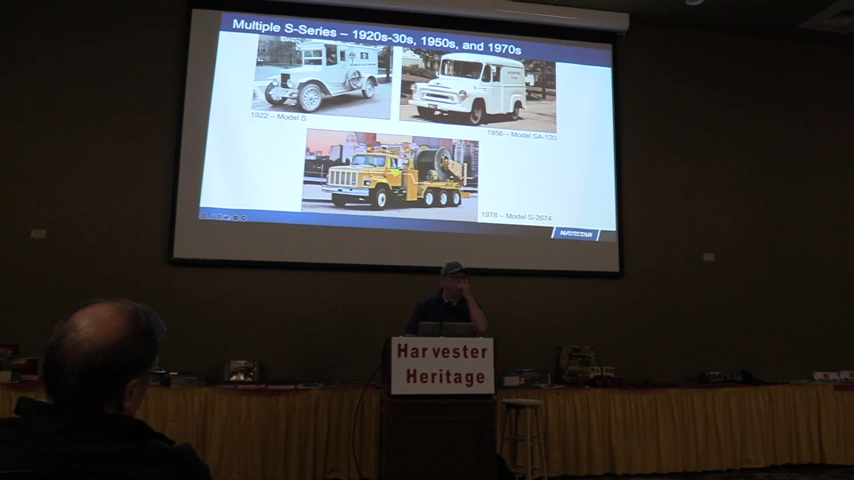 Multiple S-Series – 1920s-30s, 1950s, and 1970s
1922 – Model S
1956 – Model SA-120
1978 – Model S-2674
NAVISTAR
Harvester
Heritage